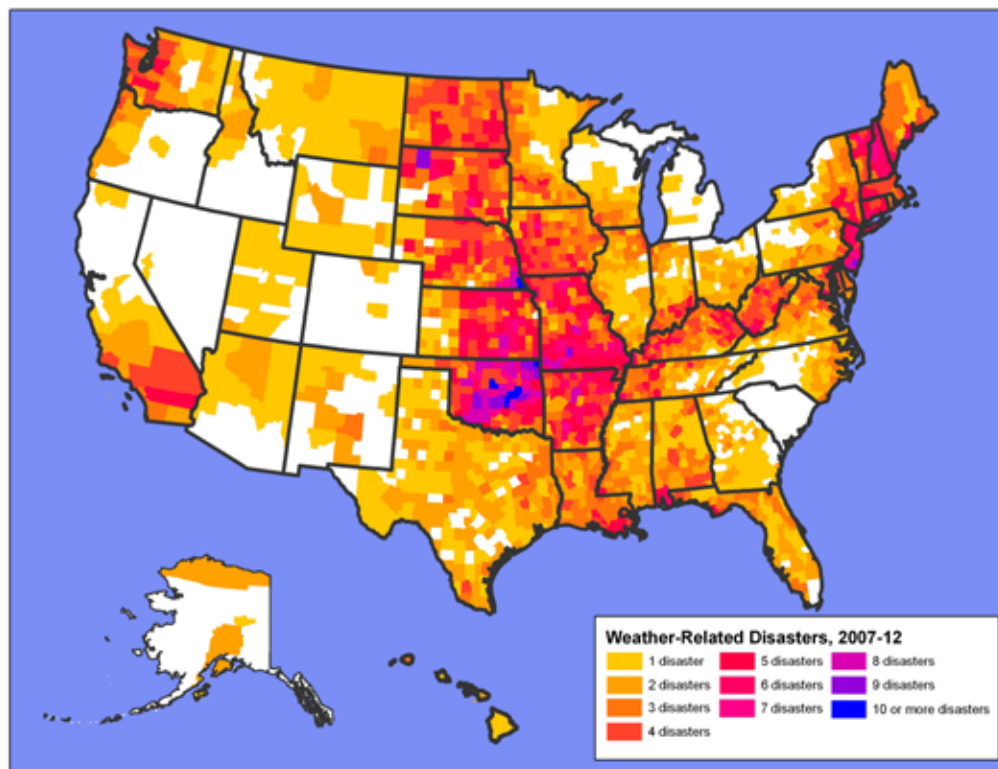 Weather-Related Disasters, 2007-12
1 disaster
2 disasters
3 disasters
4 disasters
5 disasters
6 disasters
7 disasters
8 disasters
9 disasters
10 or more disasters